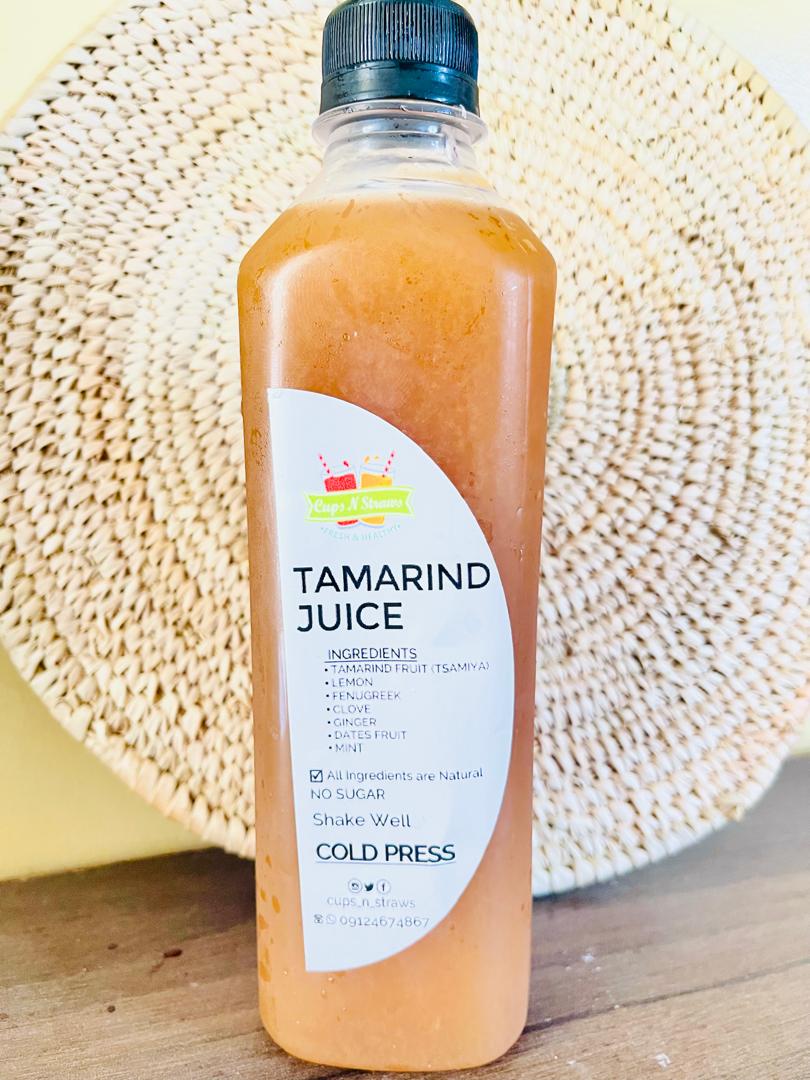 Cups N Straws
•FRESH & HEALTHY•
TAMARIND
JUICE
INGREDIENTS
• TAMARIND FRUIT (TSAMIYA)
• LEMON
• FENUGREEK
• CLOVE
• GINGER
• DATES FRUIT
• MINT
☑ All Ingredients are Natural
NO SUGAR
Shake Well
COLD PRESS
cups_n_straws
09124674867